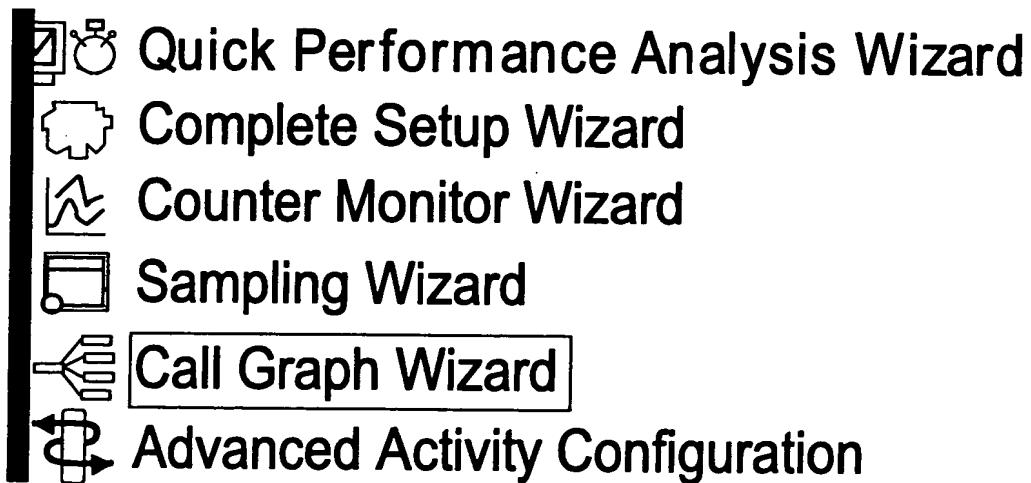 Quick Performance Analysis Wizard
Complete Setup Wizard
Counter Monitor Wizard
Sampling Wizard
Call Graph Wizard
Advanced Activity Configuration